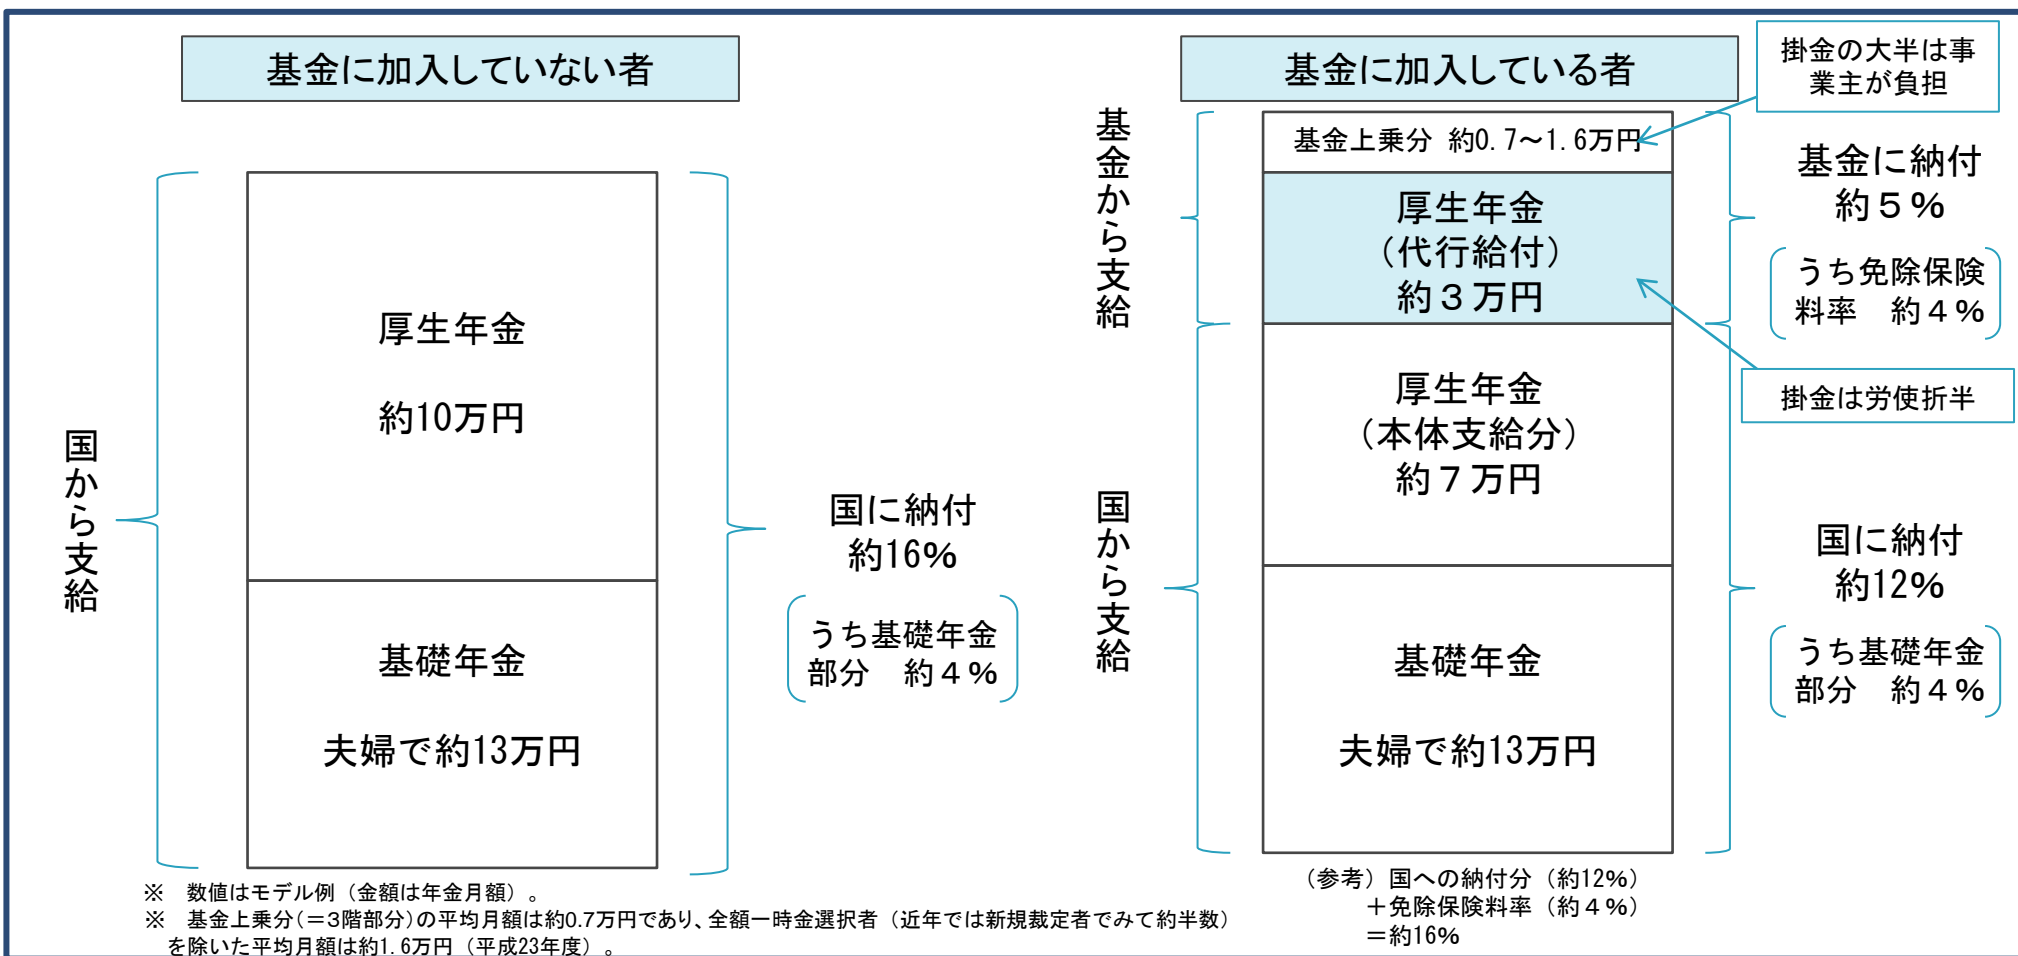 基金に加入していない者
国から支給
厚生年金
約10万円
基礎年金
夫婦で約13万円
国に納付
約16%
うち基礎年金
部分　約４%
基金に加入している者
掛金の大半は事
業主が負担
基金から支給
基金上乗分 約0.7～1.6万円
厚生年金
（代行給付）
約３万円
基金に納付
約５%
うち免除保険
料率　約４%
掛金は労使折半
国から支給
厚生年金
（本体支給分）
約７万円
基礎年金
夫婦で約13万円
国に納付
約12%
うち基礎年金
部分　約４%
※　数値はモデル例（金額は年金月額）。
※　基金上乗分(＝３階部分)の平均月額は約0.7万円であり、全額一時金選択者（近年では新規裁定者でみて約半数）
を除いた平均月額は約1.6万円（平成23年度）。
（参考）国への納付分（約12%）
＋免除保険料率（約４%）
＝約16%